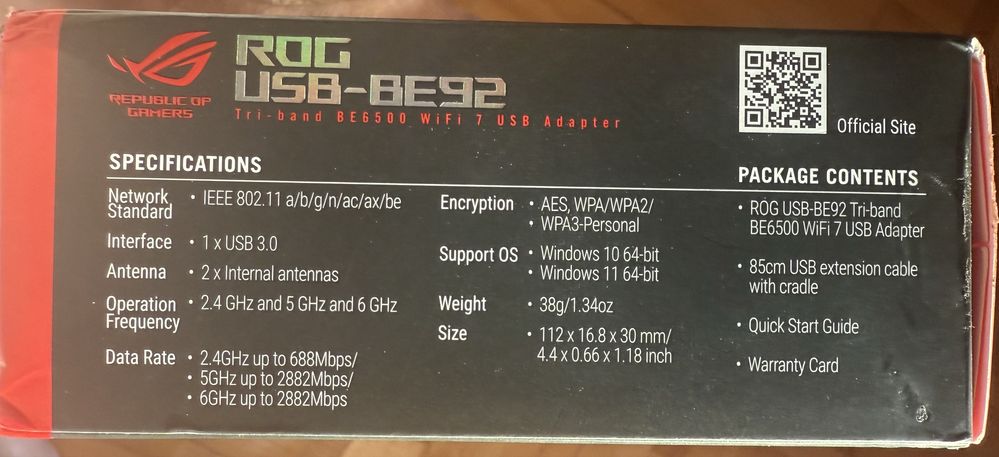 REPUBLIC OF
GAMERS
ROG
USB-BE92
Tri-band BE6500 WiFi 7 USB Adapter
Official Site
SPECIFICATIONS
Network
Standard
• IEEE 802.11 a/b/g/n/ac/ax/be
Interface
• 1 x USB 3.0
Antenna
• 2 x Internal antennas
Operation
Frequency
• 2.4 GHz and 5 GHz and 6 GHz
Data Rate
• 2.4GHz up to 688Mbps/
• 5GHz up to 2882Mbps/
• 6GHz up to 2882Mbps
Encryption
• AES, WPA/WPA2/
• WPA3-Personal
Support OS
• Windows 10 64-bit
• Windows 11 64-bit
Weight
• 38g/1.34oz
Size
• 112 x 16.8 x 30 mm/
4.4 x 0.66 x 1.18 inch
PACKAGE CONTENTS
• ROG USB-BE92 Tri-band
BE6500 WiFi 7 USB Adapter
• 85cm USB extension cable
with cradle
• Quick Start Guide
• Warranty Card